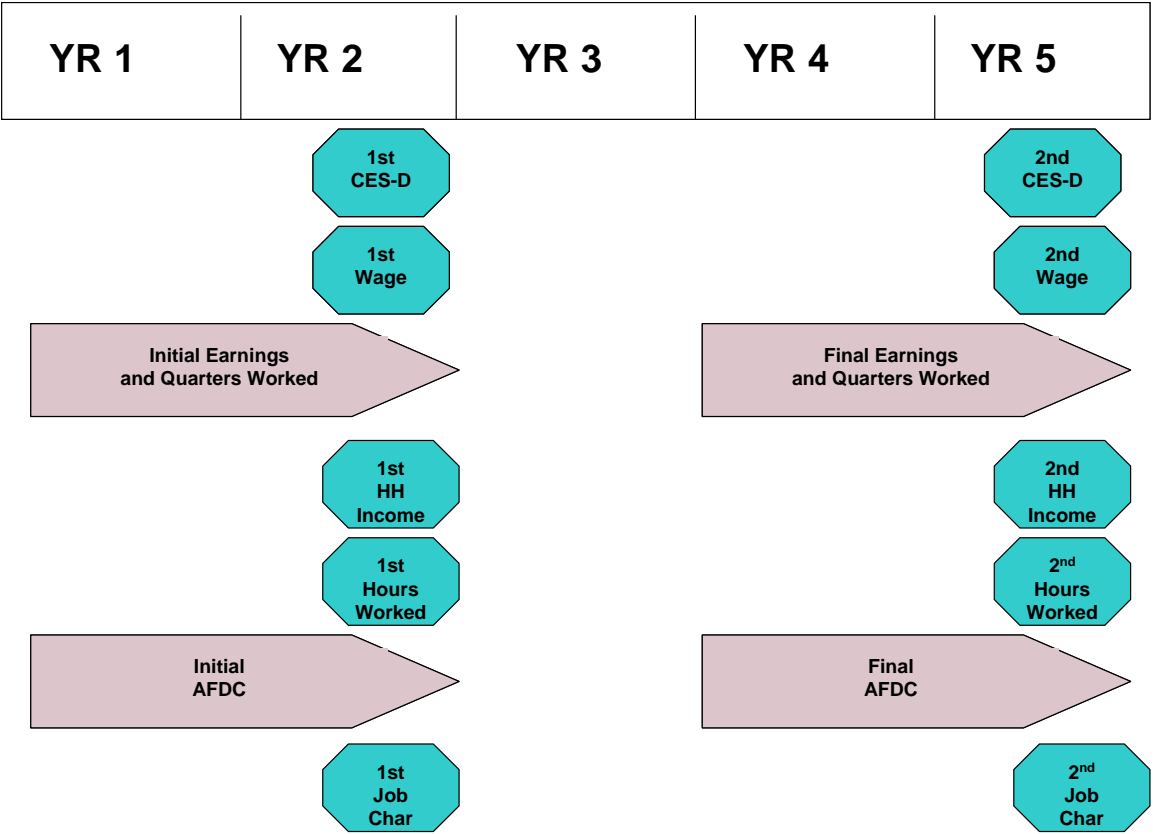 YR 1
YR 2
YR 3
YR 4
YR 5
1st
CES-D
2nd
CES-D
1st
Wage
2nd
Wage
Initial Earnings
and Quarters Worked
Final Earnings
and Quarters Worked
1st
HH
Income
2nd
HH
Income
1st
Hours
Worked
2nd
Hours
Worked
Initial
AFDC
Final
AFDC
1st
Job
Char
2nd
Job
Char